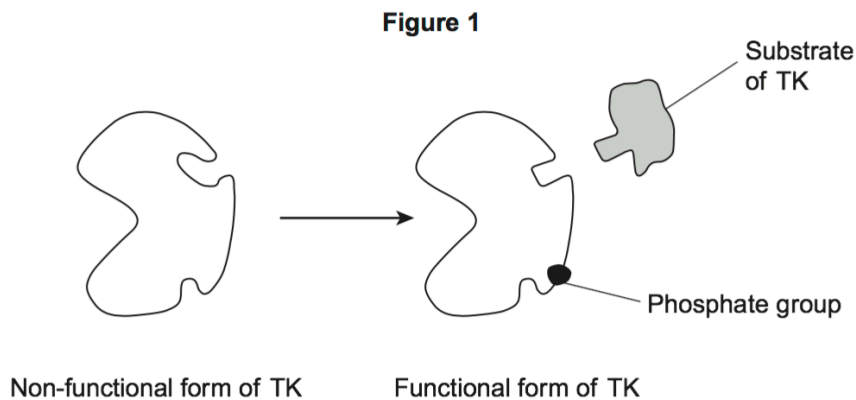 Figure 1
Substrate
of TK
Phosphate group
Non-functional form of TK
Functional form of TK